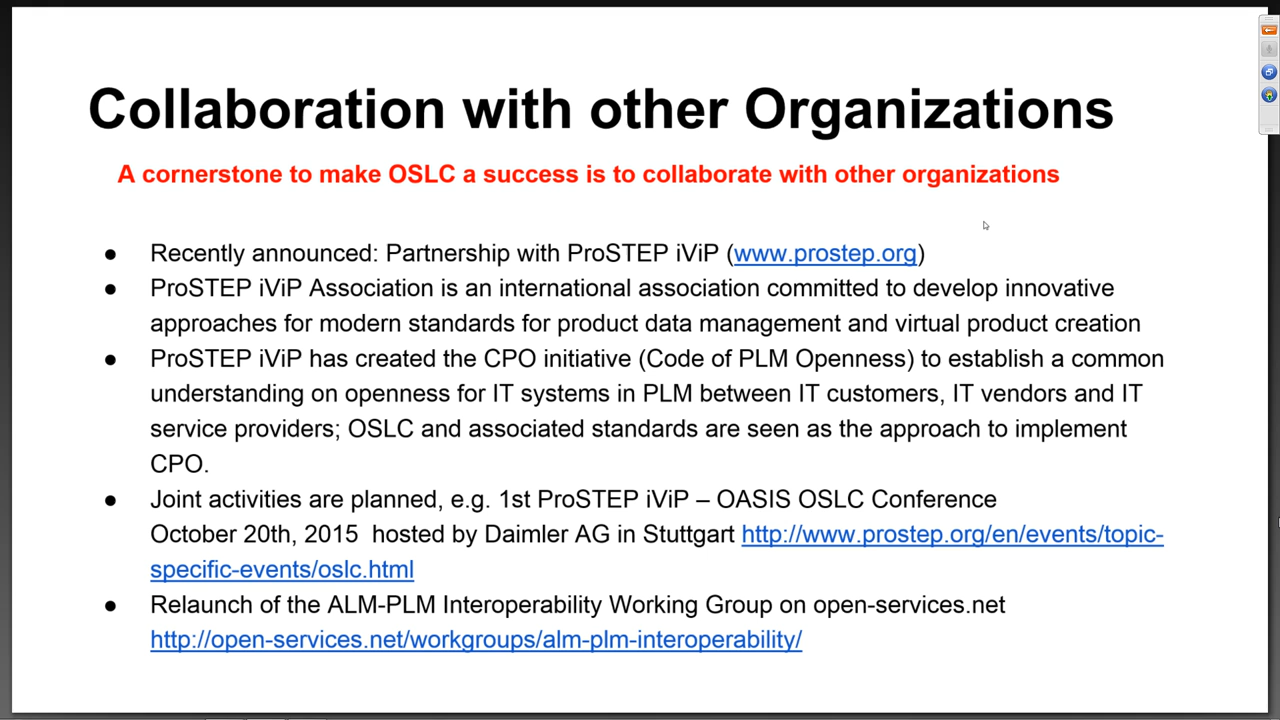 Collaboration with other Organizations
A cornerstone to make OSLC a success is to collaborate with other organizations
● Recently announced: Partnership with ProSTEP iViP (www.prostep.org)
● ProSTEP iViP Association is an international association committed to develop innovative
approaches for modern standards for product data management and virtual product creation
● ProSTEP iViP has created the CPO initiative (Code of PLM Openness) to establish a common
understanding on openness for IT systems in PLM between IT customers, IT vendors and IT
service providers; OSLC and associated standards are seen as the approach to implement
CPO.
● Joint activities are planned, e.g. 1st ProSTEP iViP – OASIS OSLC Conference
October 20th, 2015  hosted by Daimler AG in Stuttgart http://www.prostep.org/en/events/topic-
specific-events/oslc.html
● Relaunch of the ALM-PLM Interoperability Working Group on open-services.net
http://open-services.net/workgroups/alm-plm-interoperability/